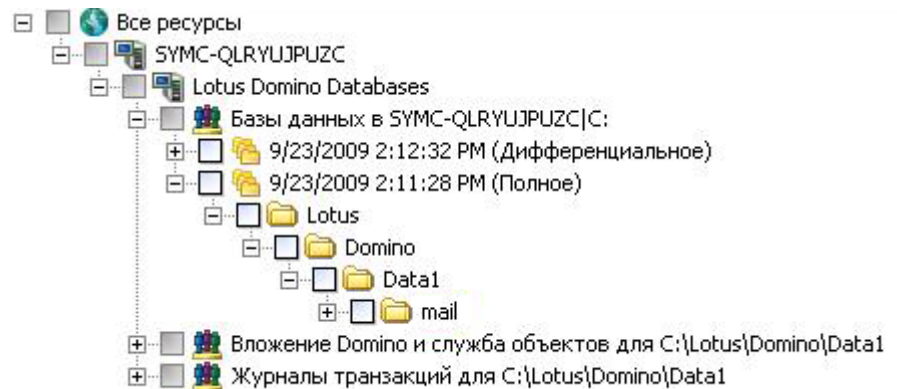 Все ресурсы
SYMC-QLRYUJPUZC
Lotus Domino Databases
Базы данных в SYMC-QLRYUJPUZC|C:
9/23/2009 2:12:32 PM (Дифференциальное)
9/23/2009 2:11:28 PM (Полное)
Lotus
Domino
Data1
mail
Вложение Domino и служба объектов для C:\Lotus\Domino\Data1
Журналы транзакций для C:\Lotus\Domino\Data1